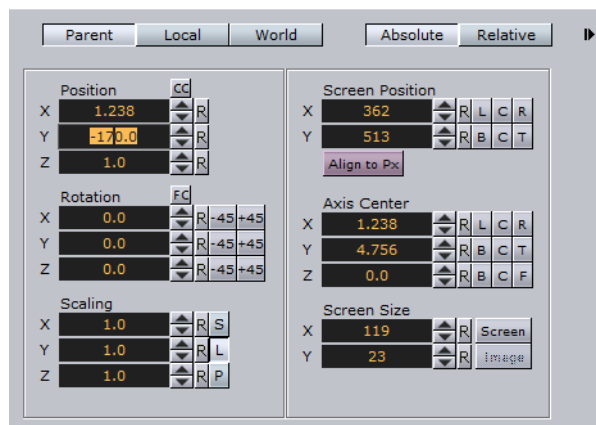 Parent Local World Absolute Relative
Position CC
X 1.238 R
Y -170.0 R
Z 1.0 R
Rotation FC
X 0.0 R -45 +45
Y 0.0 R -45 +45
Z 0.0 R -45 +45
Scaling
X 1.0 R S
Y 1.0 R L
Z 1.0 R P
Screen Position
X 362 R L C R
Y 513 R B C T
Align to Px
Axis Center
X 1.238 R L C R
Y 4.756 R B C T
Z 0.0 R B C F
Screen Size
X 119 R Screen
Y 23 R Image